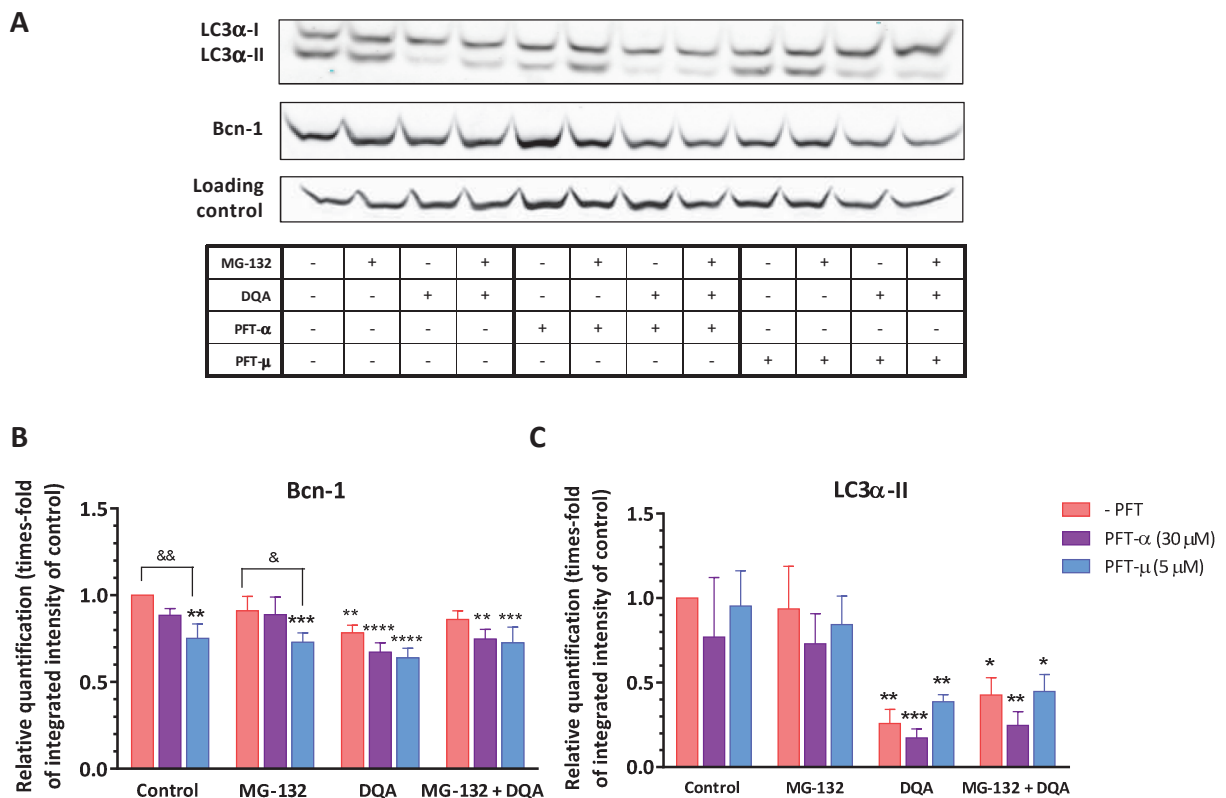 A
LC3α-I
LC3α-II
Bcn-1
Loading
control
MG-132 - + - + - + - + - + - +
DQA - - + + - - + + - - + +
PFT-α - - - - + + + + - - - -
PFT-μ - - - - - - - - + + + +
B
Bcn-1
Relative quantification (times-fold
of integrated intensity of control)
1.5
1.0
0.5
0.0
&&
&
** *** ** **** **** ** ***
Control MG-132 DQA MG-132 + DQA
C
LC3α-II
Relative quantification (times-fold
of integrated intensity of control)
1.5
1.0
0.5
0.0
** *** ** * ** *
Control MG-132 DQA MG-132 + DQA
- PFT
PFT-α (30 μM)
PFT-μ (5 μM)